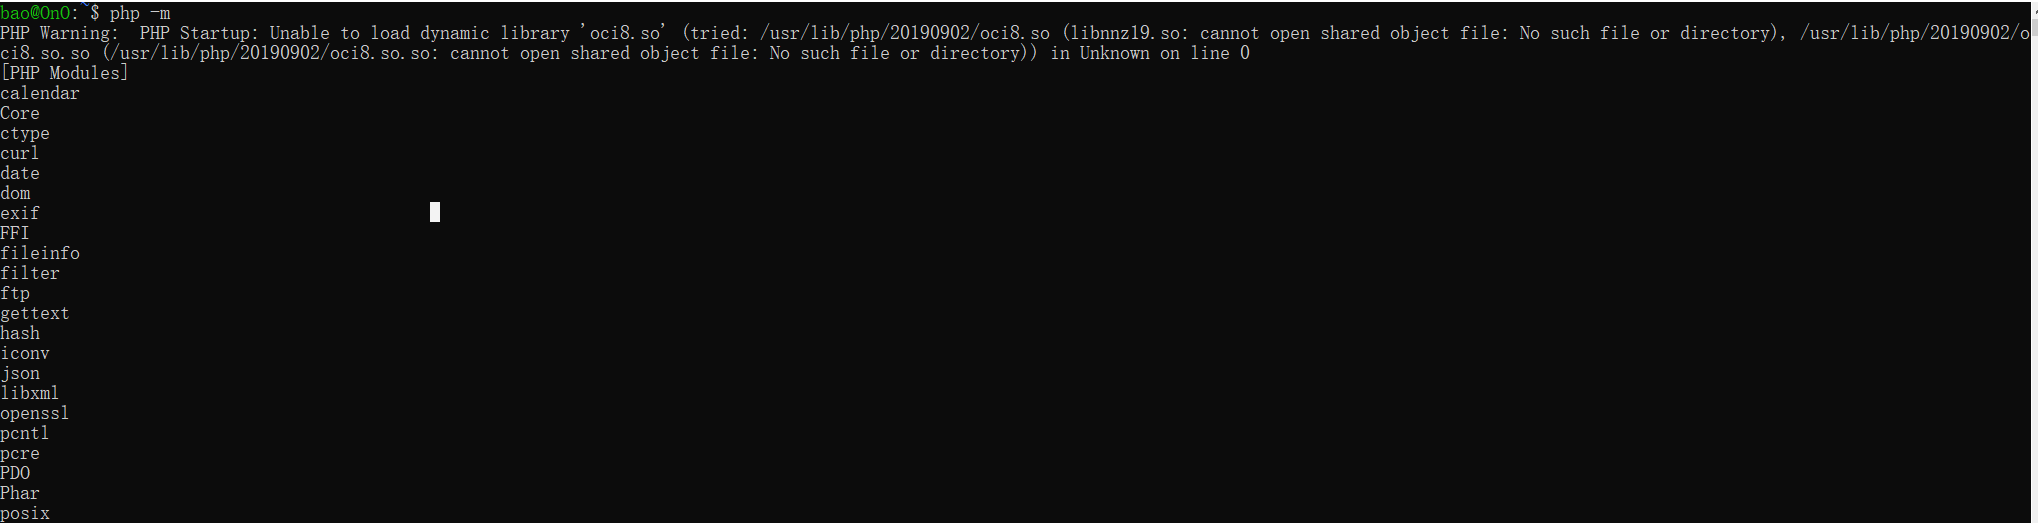 bao@OnO:~$ php -m
PHP Warning:  PHP Startup: Unable to load dynamic library 'oci8.so' (tried: /usr/lib/php/20190902/oci8.so (libnnz19.so: cannot open shared object file: No such file or directory), /usr/lib/php/20190902/o
ci8.so.so (/usr/lib/php/20190902/oci8.so.so: cannot open shared object file: No such file or directory)) in Unknown on line 0
[PHP Modules]
calendar
Core
ctype
curl
date
dom
exif
FFI
fileinfo
filter
ftp
gettext
hash
iconv
json
libxml
openssl
pcntl
pcre
PDO
Phar
posix